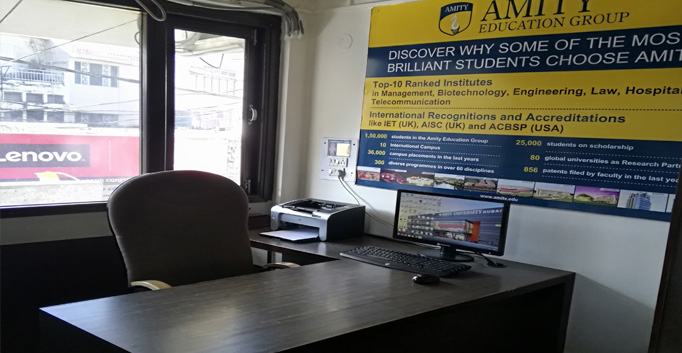 AMITY
AMITY
EDUCATION GROUP
DISCOVER WHY SOME OF THE MOS
BRILLIANT STUDENTS CHOOSE AMIT
Top-10 Ranked Institutes
in Management, Biotechnology, Engineering, Law, Hospital
Telecommunication
International Recognitions and Accreditations
like IET (UK), AISC (UK) and ACBSP (USA)
1,50,000 students in the Amity Education Group
10 International Campus
36,000 campus placements in the last years
300 diverse programmes in over 60 disciplines
25,000 students on scholarship
80 global universities as Research Part
856 patents filed by faculty in the last yea
www.amity.edu
enovo.